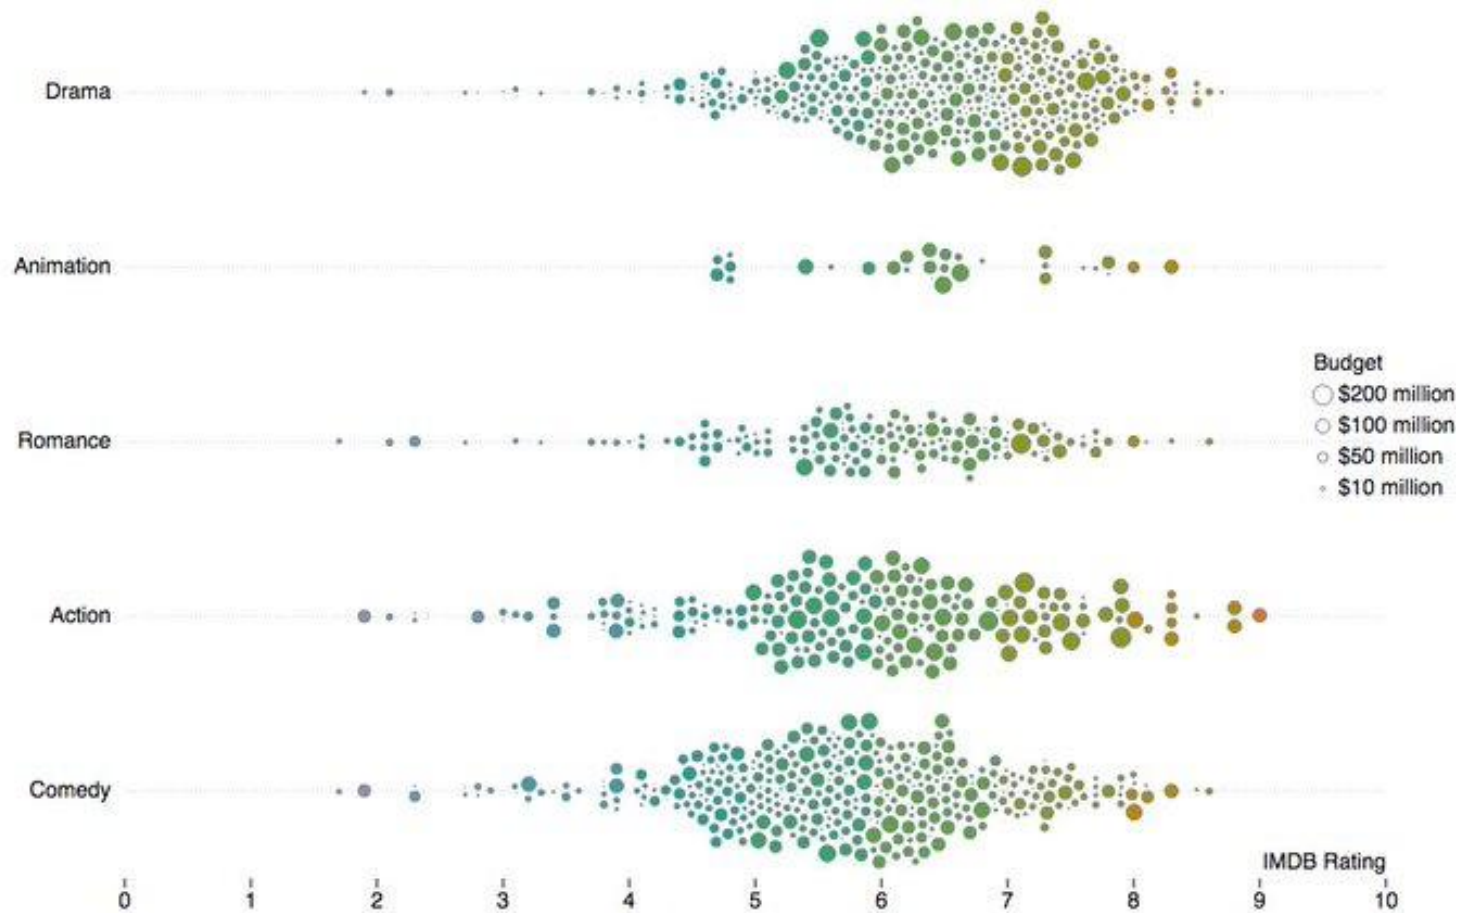 Drama
Animation
Budget
$200 million
$100 million
Romance
$50 million
$10 million
Action
Comedy
IMDB Rating
0 1 2 3 4 5 6 7 8 9 10